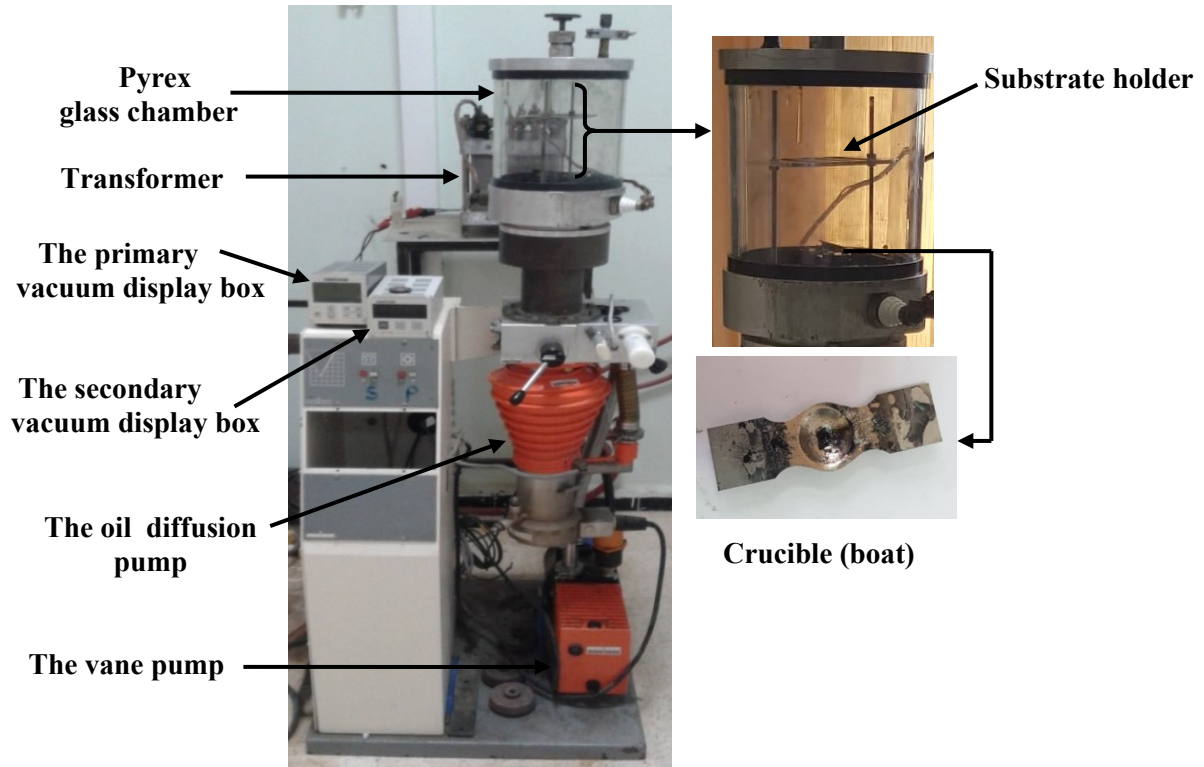 Pyrex
glass chamber
Transformer
The primary
vacuum display box
The secondary
vacuum display box
The oil diffusion
pump
The vane pump
Substrate holder
Crucible (boat)
S P